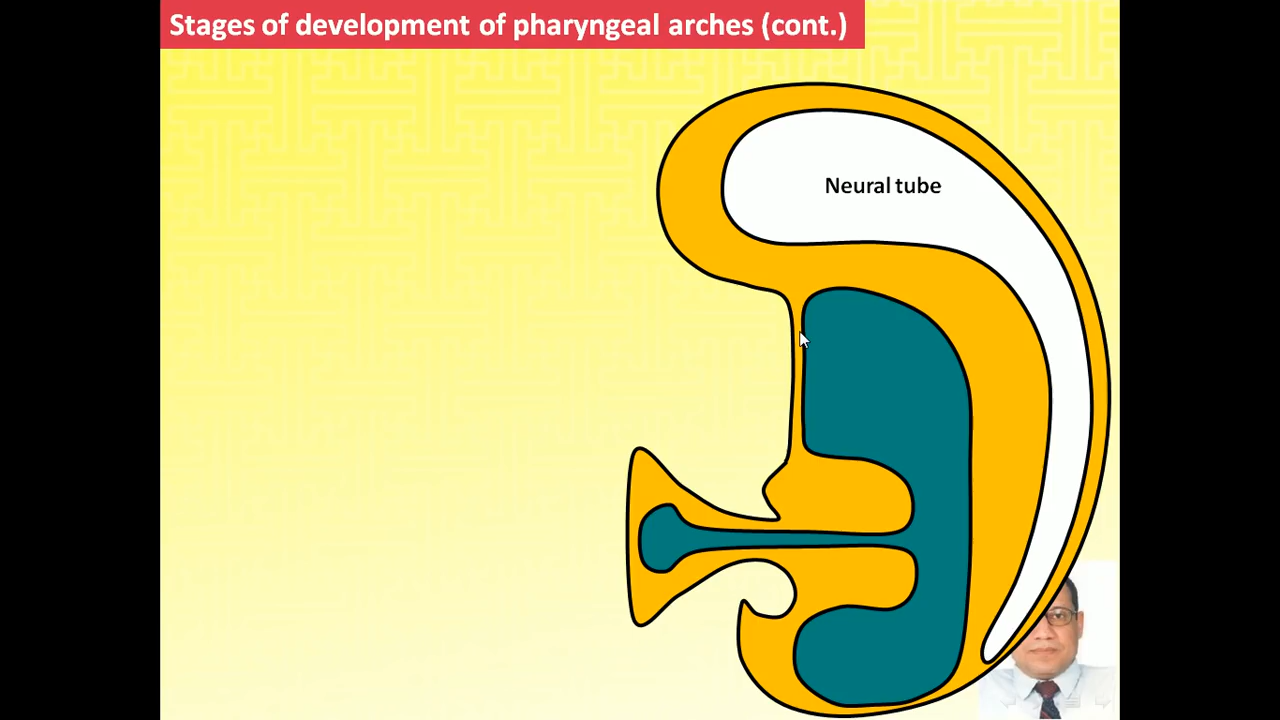 Stages of development of pharyngeal arches (cont.)
Neural tube